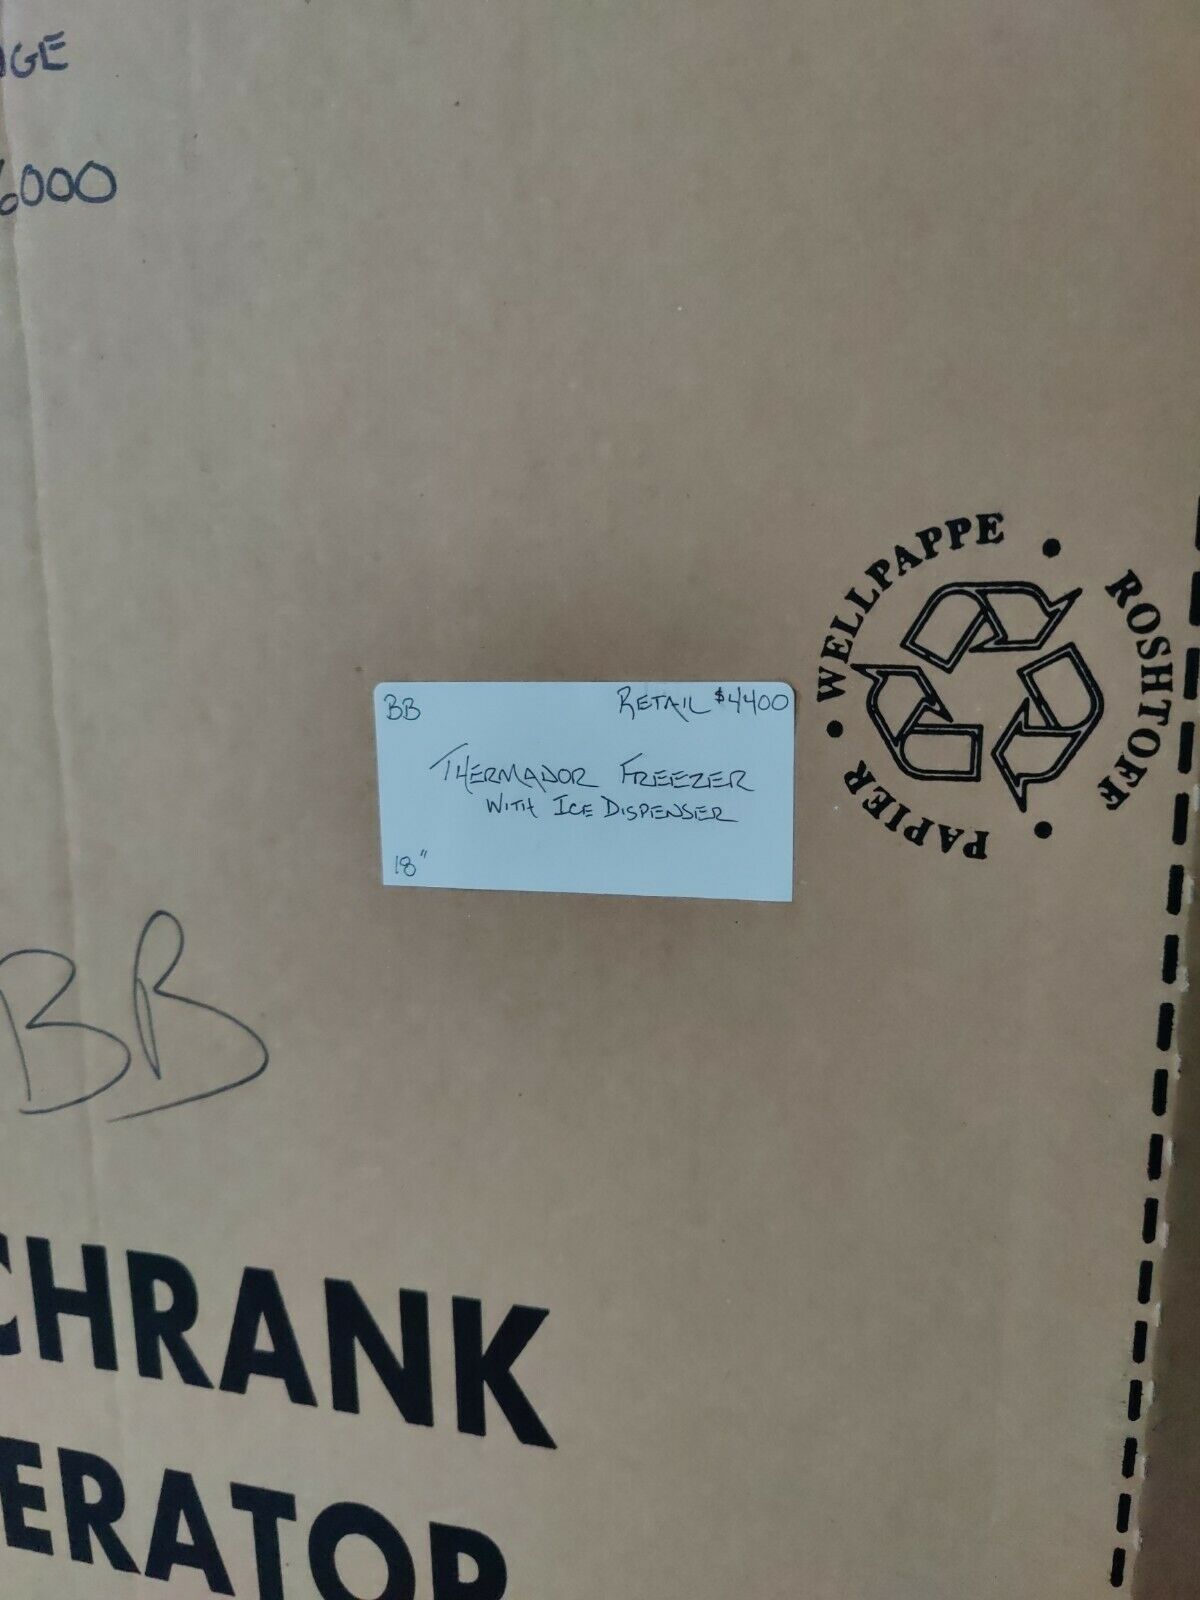 GE
6000
BB RETAIL $4400
THERMADOR FREEZER
WITH ICE DISPENSER
18"
WELLPAPPE • ROSHTOFF • PAPIER •
BB
CHRANK
ERATOR